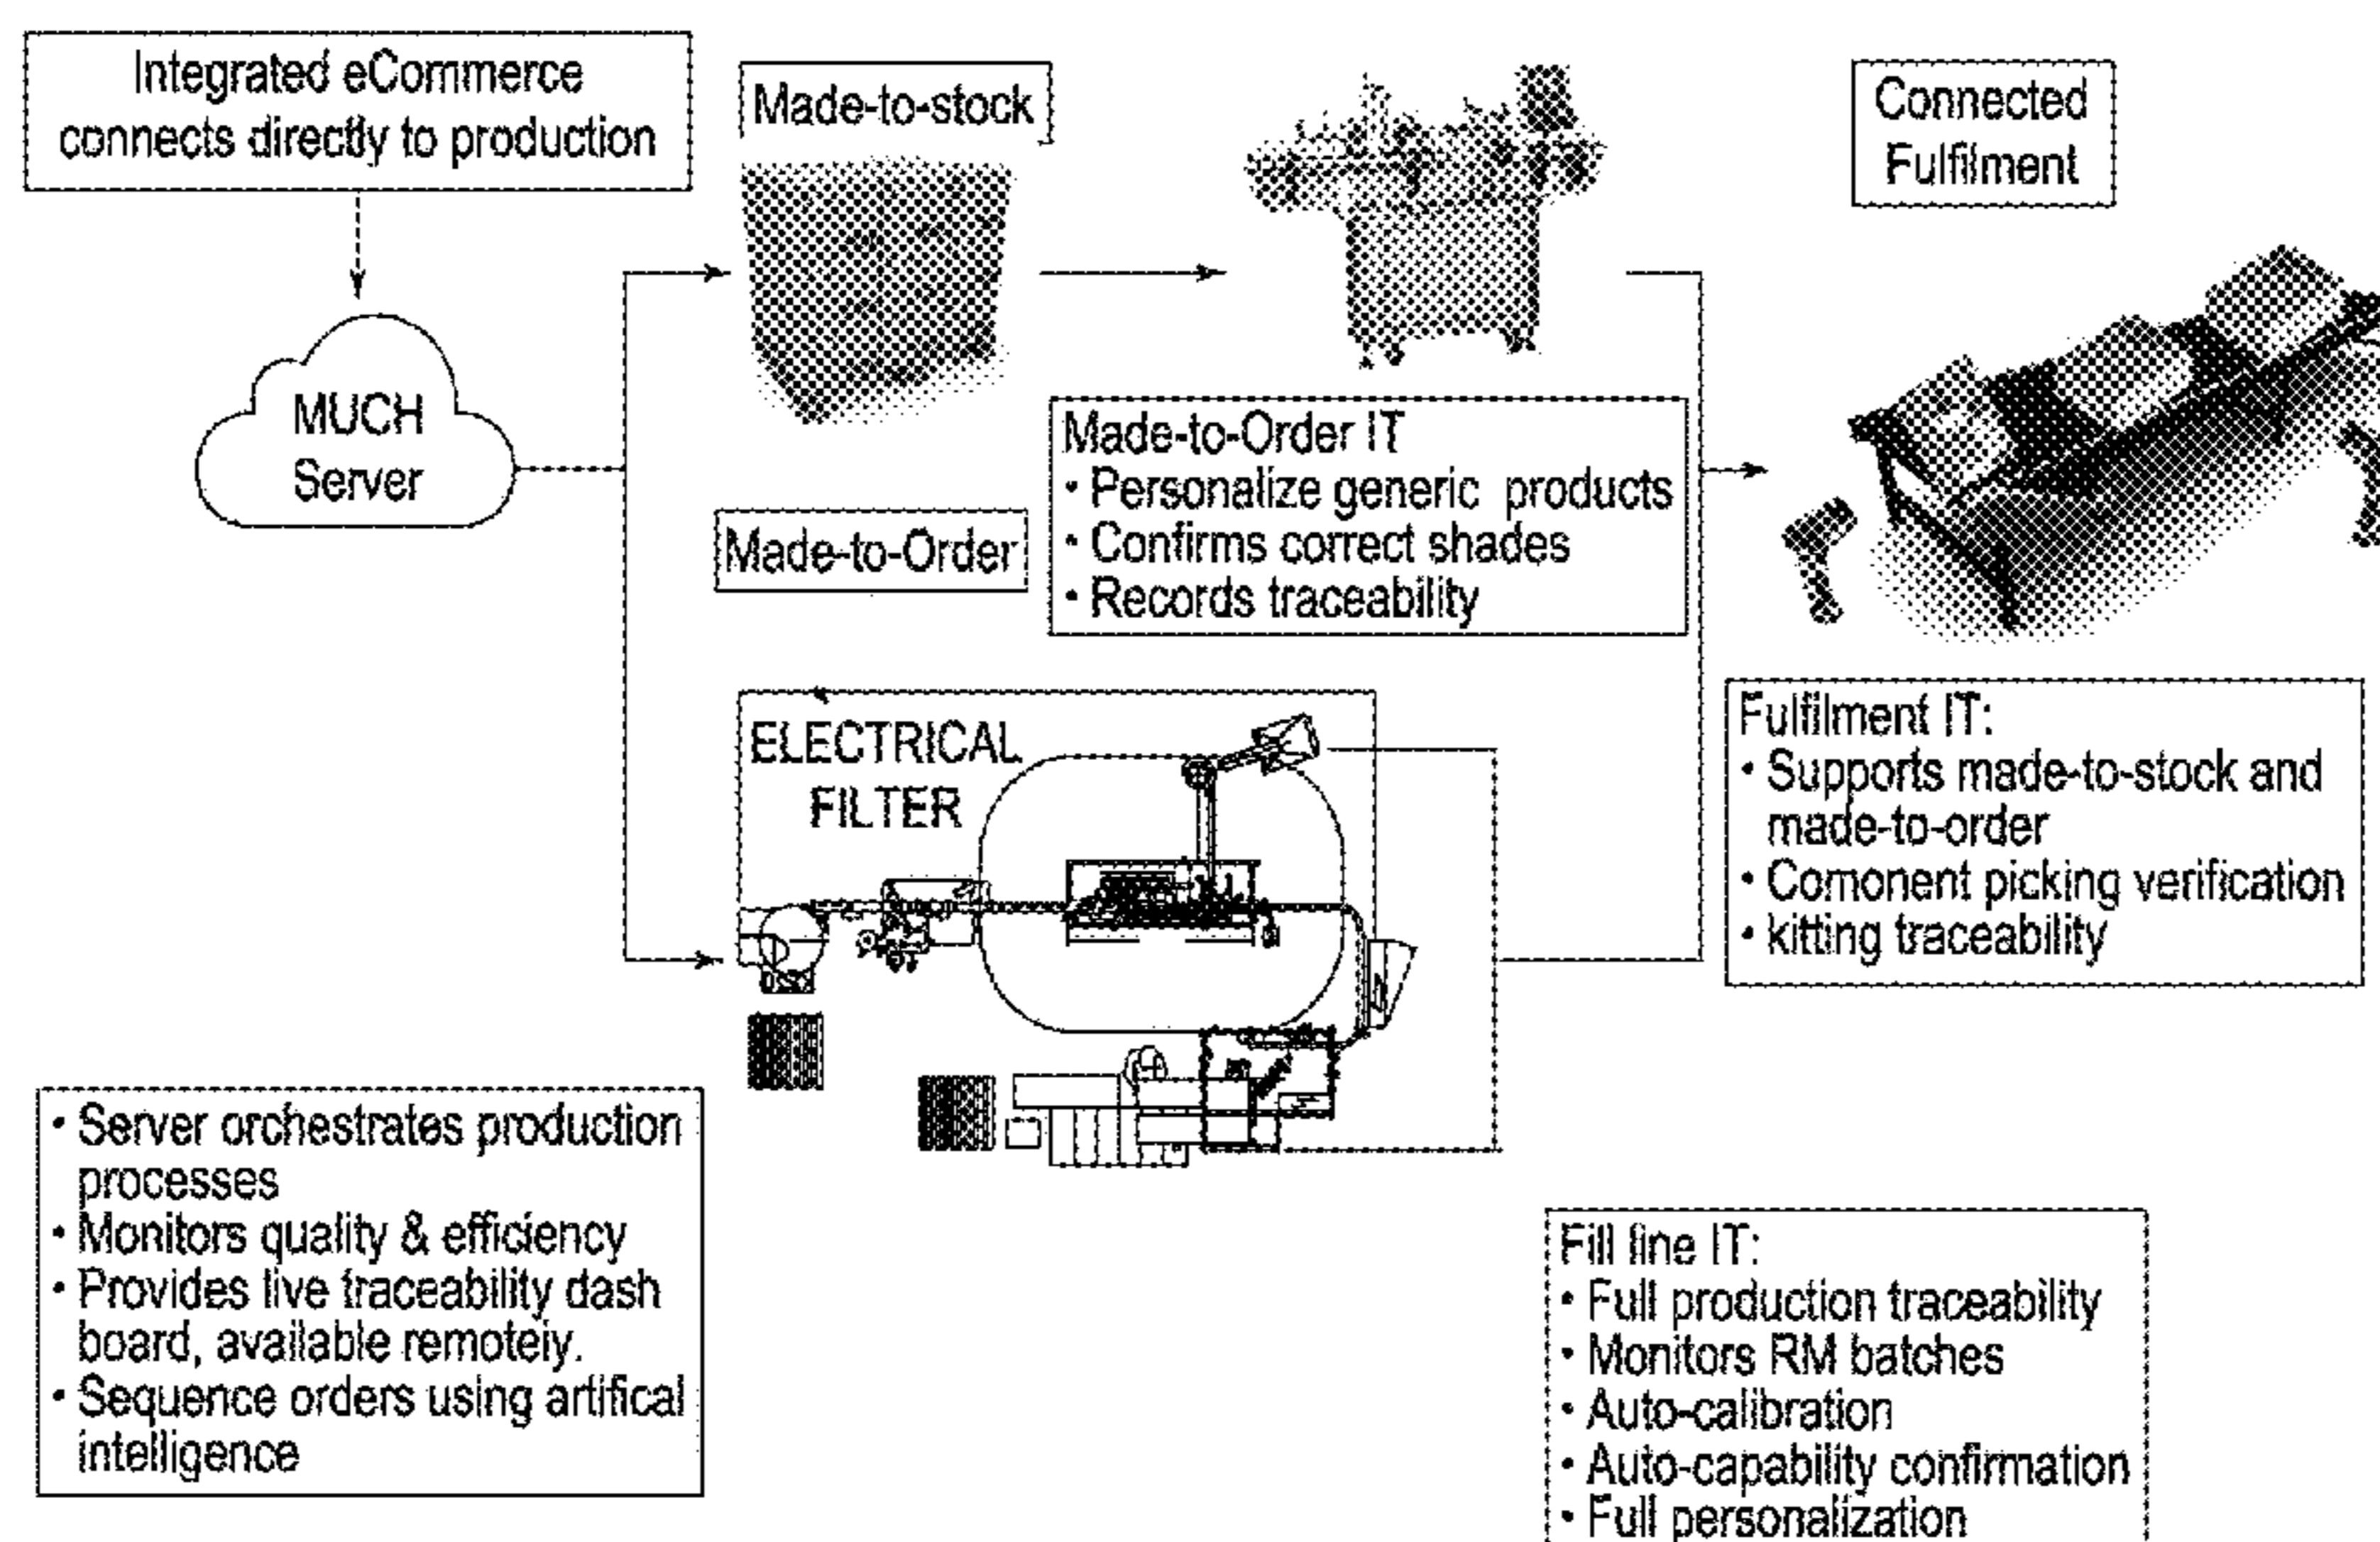 Integrated eCommerce
connects directly to production
MUCH
Server
Made-to-stock
Connected
Fulfilment
Made-to-Order
Made-to-Order IT
• Personalize generic products
• Confirms correct shades
• Records traceability
ELECTRICAL
FILTER
Fulfilment IT:
• Supports made-to-stock and
made-to-order
• Comonent picking verification
• kitting traceability
• Server orchestrates production
processes
• Monitors quality & efficiency
• Provides live traceability dash
board, available remotely.
• Sequence orders using artifical
intelligence
Fill line IT:
• Full production traceability
• Monitors RM batches
• Auto-calibration
• Auto-capability confirmation
• Full personalization